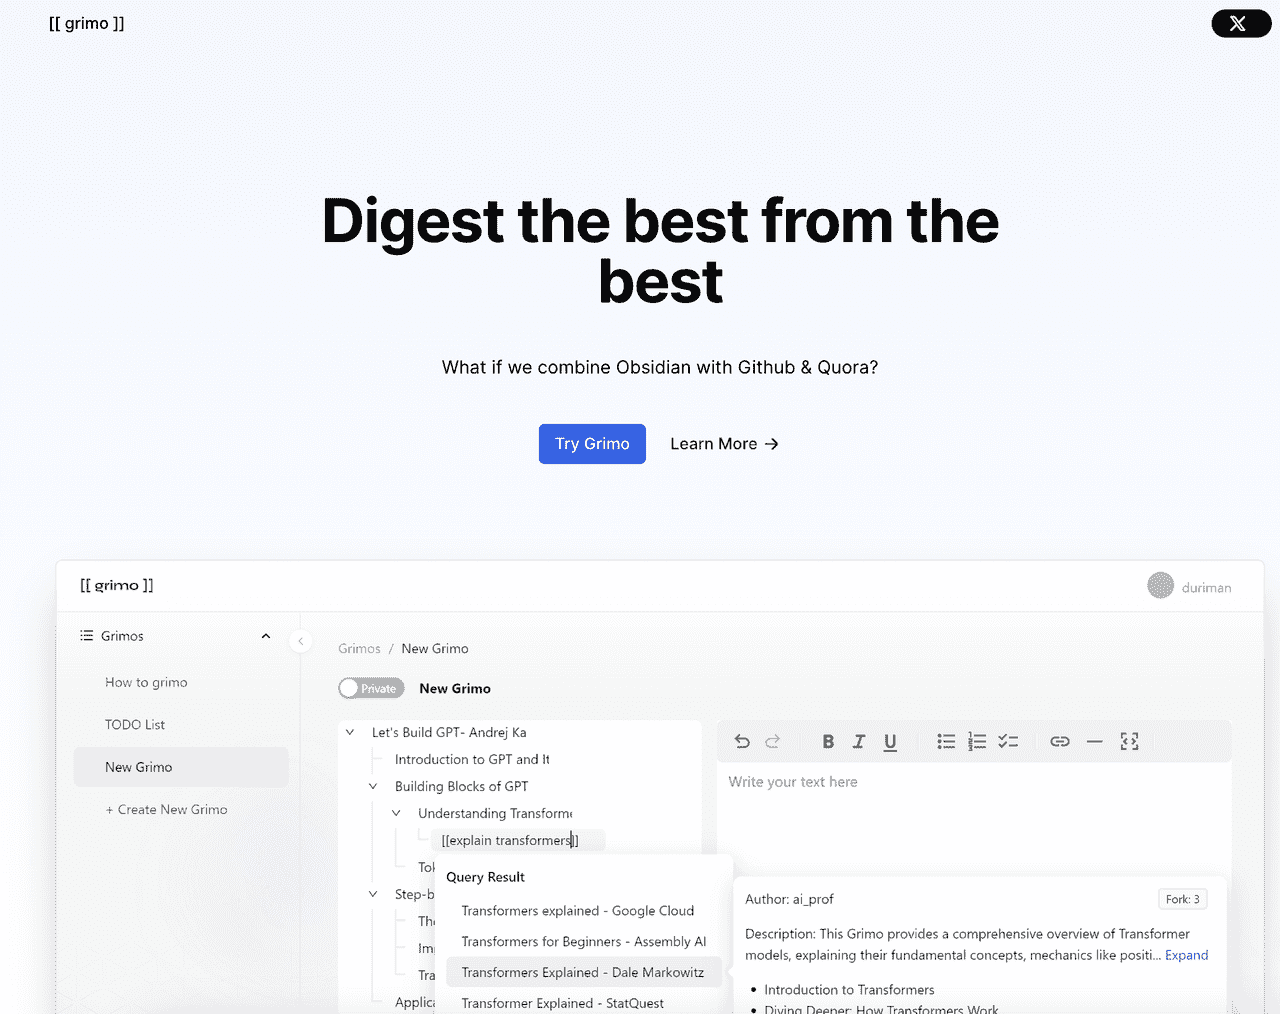 [[ grimo ]]
Digest the best from the
best
What if we combine Obsidian with Github & Quora?
Try Grimo
Learn More →
[[ grimo ]]
duriman
Grimos
Grimos / New Grimo
How to grimo
Private
New Grimo
TODO List
New Grimo
+ Create New Grimo
Let's Build GPT- Andrej Ka
Introduction to GPT and
Building Blocks of GPT
Understanding
[[explain transformers]]
Write your text here
Query Result
Transformers explained - Google Cloud
Transformers for Beginners - Assembly AI
Transformers Explained - Dale Markowitz
Transformer Explained - StatQuest
Author: ai_prof
Fork: 3
Description: This Grimo provides a comprehensive overview of Transformer
models, explaining their fundamental concepts, mechanics like positi... Expand
• Introduction to Transformers
• Diving Deeper: How Transformers Work